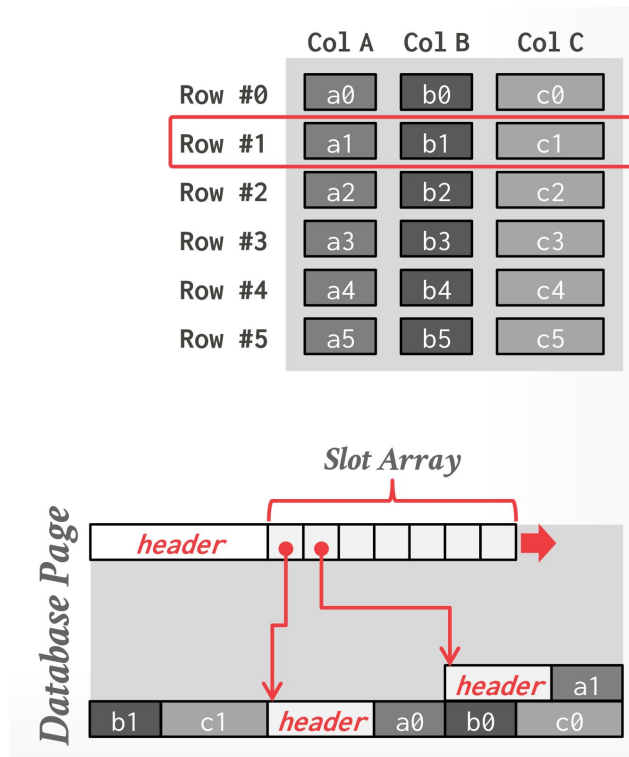 Col A Col B Col C
Row #0 a0 b0 c0
Row #1 a1 b1 c1
Row #2 a2 b2 c2
Row #3 a3 b3 c3
Row #4 a4 b4 c4
Row #5 a5 b5 c5
Slot Array
Database Page
header
header a1
b1 c1 header a0 b0 c0